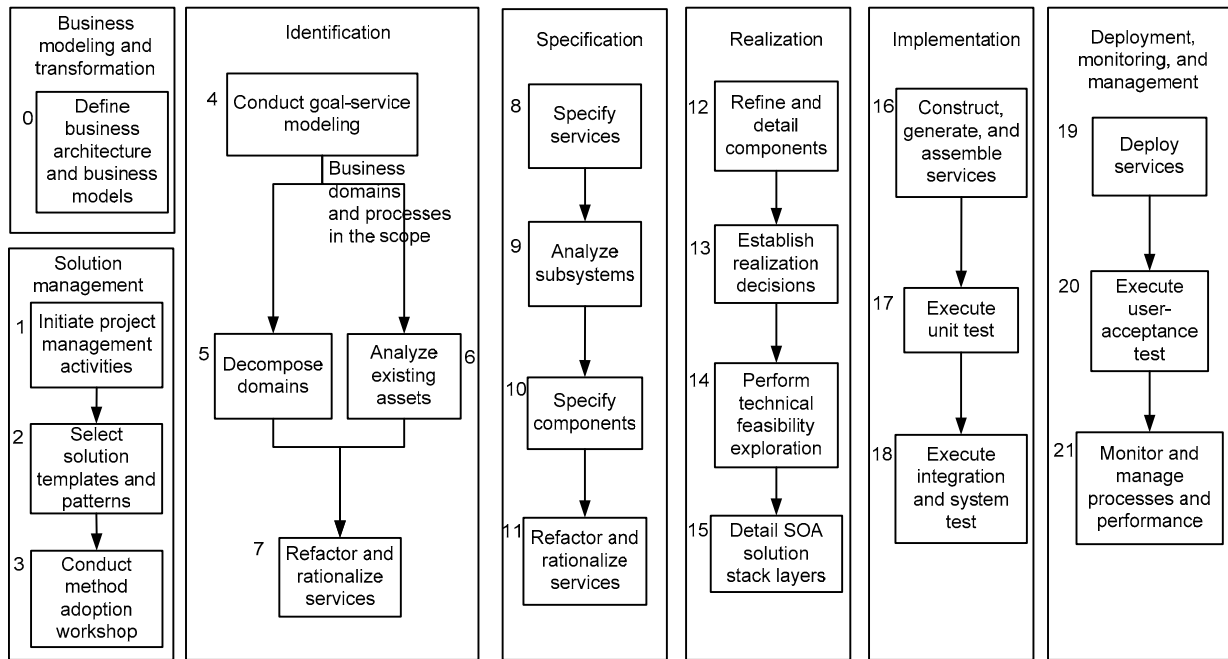 Business
modeling and
transformation
0
Define
business
architecture
and business
models
Solution
management
1
Initiate project
management
activities
2
Select
solution
templates and
patterns
3
Conduct
method
adoption
workshop
Identification
4
Conduct goal-service
modeling
Business
domains
and processes
in the scope
5
Decompose
domains
Analyze
existing
assets
6
7
Refactor and
rationalize
services
Specification
8
Specify
services
9
Analyze
subsystems
10
Specify
components
11
Refactor and
rationalize
services
Realization
12
Refine and
detail
components
13
Establish
realization
decisions
14
Perform
technical
feasibility
exploration
15
Detail SOA
solution
stack layers
Implementation
16
Construct,
generate, and
assemble
services
17
Execute
unit test
18
Execute
integration
and system
test
Deployment,
monitoring, and
management
19
Deploy
services
20
Execute
user-
acceptance
test
21
Monitor and
manage
processes and
performance